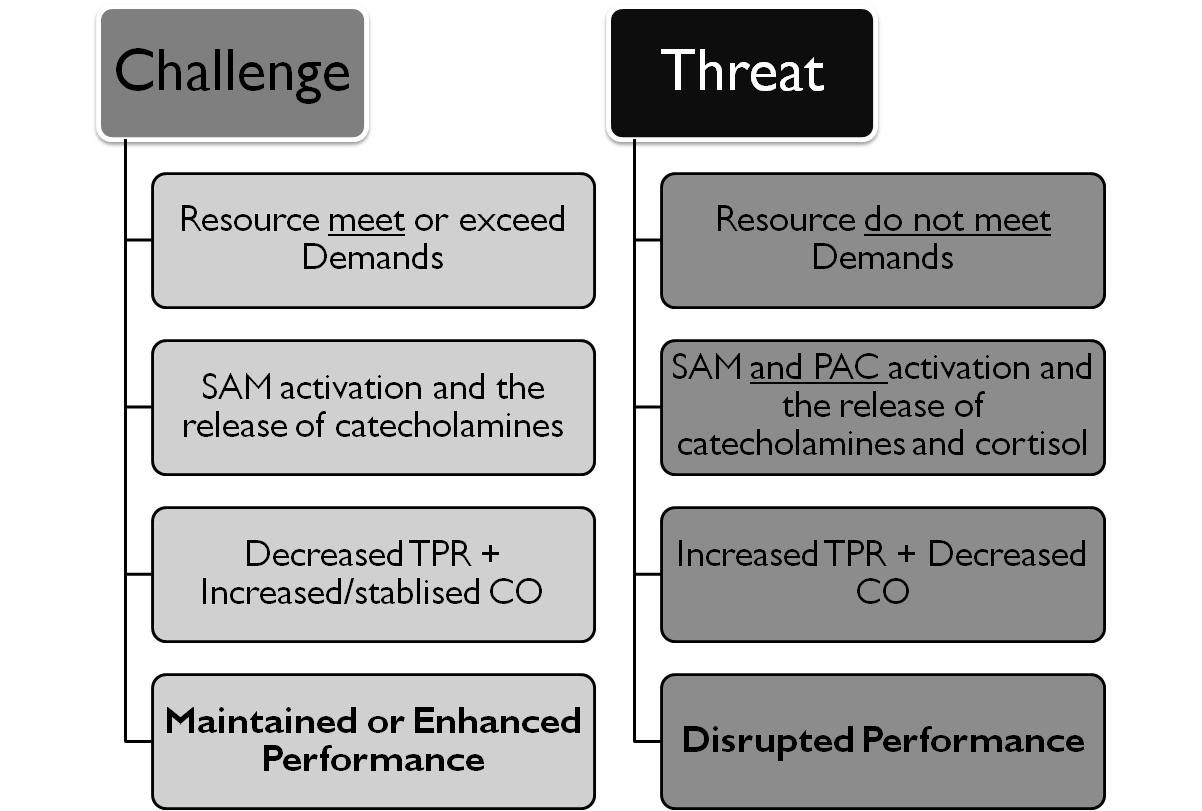 Challenge
Resource meet or exceed
Demands
SAM activation and the
release of catecholamines
Decreased TPR +
Increased/stablised CO
Maintained or Enhanced
Performance
Threat
Resource do not meet
Demands
SAM and PAC activation and
the release of
catecholamines and cortisol
Increased TPR + Decreased
CO
Disrupted Performance